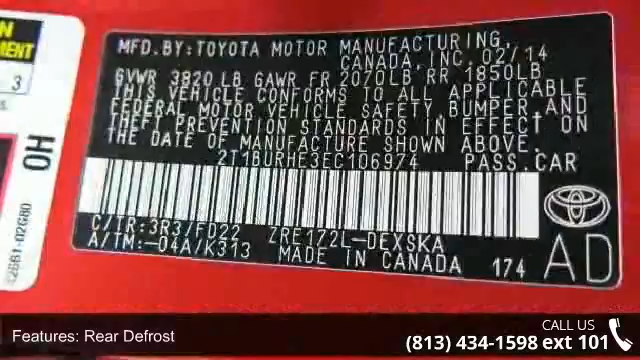 MFD.BY:TOYOTA MOTOR MANUFACTURING,
CANADA,INC. 02/14
GVWR 3820 LB GAWR FR 2070LB RR 1850LB
THIS VEHICLE CONFORMS TO ALL APPLICABLE
FEDERAL MOTOR VEHICLE SAFETY, BUMPER, AND
THEFT PREVENTION STANDARDS IN EFFECT ON
THE DATE OF MANUFACTURE SHOWN ABOVE.
2T1BURHE3EC106974 PASS.CAR
C/TR:3R3/FD22 ZRE172L-DEXSKA
A/TM:-04A/K313 MADE IN CANADA 174
AD
3
HO
Features: Rear Defrost
CALL US
(813) 434-1598 ext 101